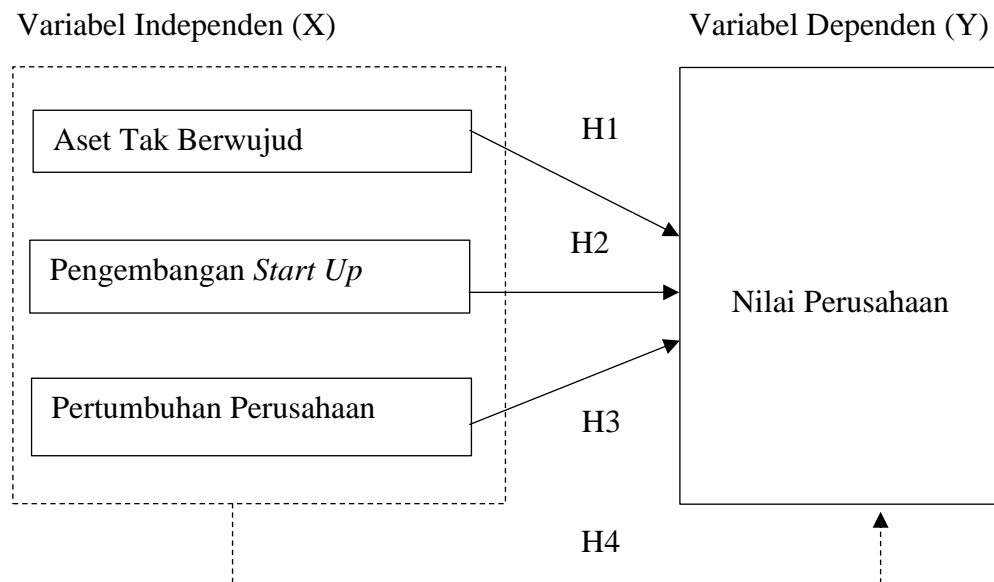 Variabel Independen (X)
Variabel Dependen (Y)
Aset Tak Berwujud
H1
H2
Pengembangan Start Up
Nilai Perusahaan
Pertumbuhan Perusahaan
H3
H4